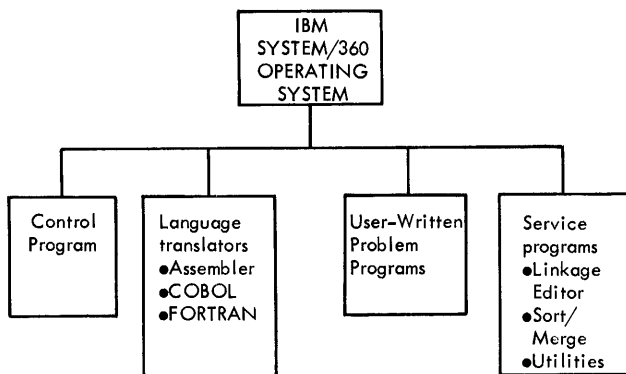 IBM
SYSTEM/360
OPERATING
SYSTEM
Control
Program
Language
translators
●Assembler
●COBOL
●FORTRAN
User-Written
Problem
Programs
Service
programs
●Linkage
Editor
●Sort/
Merge
●Utilities